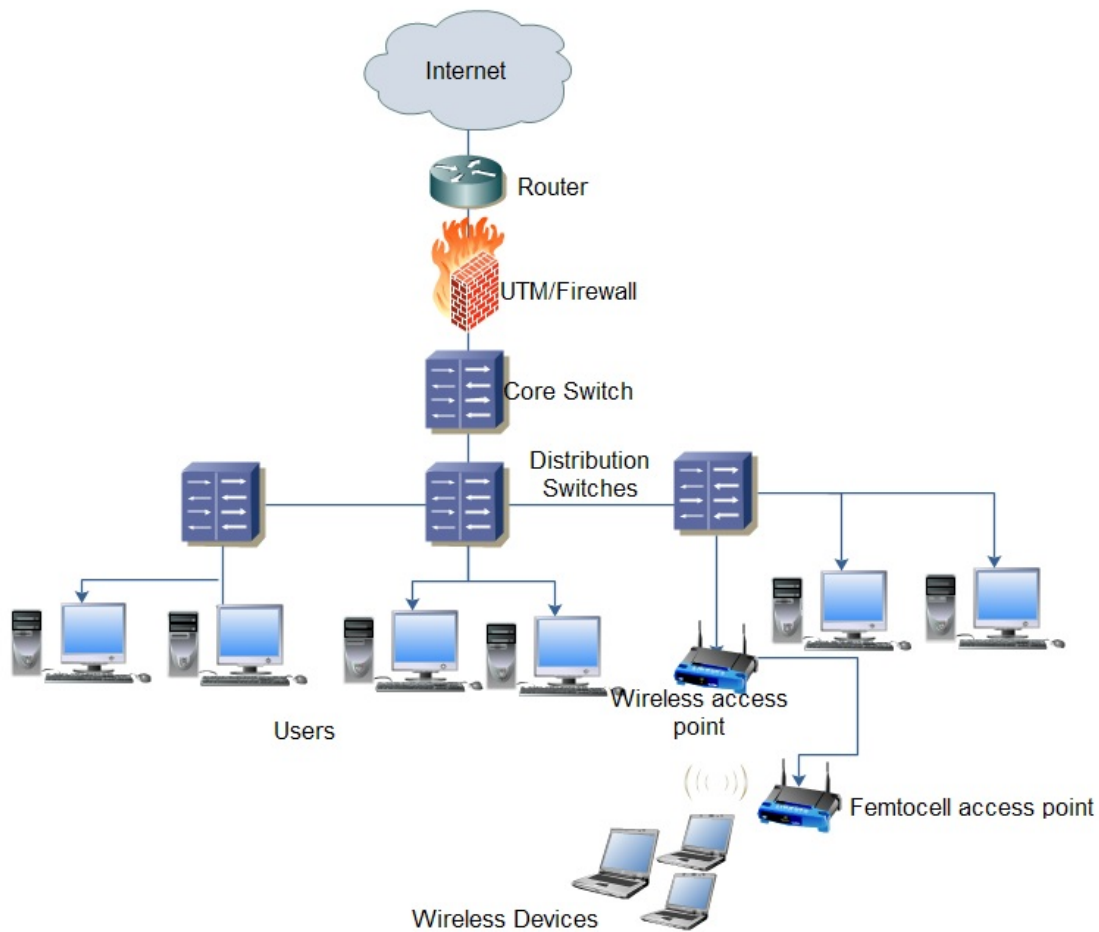 Internet
Router
UTM/Firewall
Core Switch
Distribution
Switches
Wireless access
point
Users
Femtocell access point
Wireless Devices